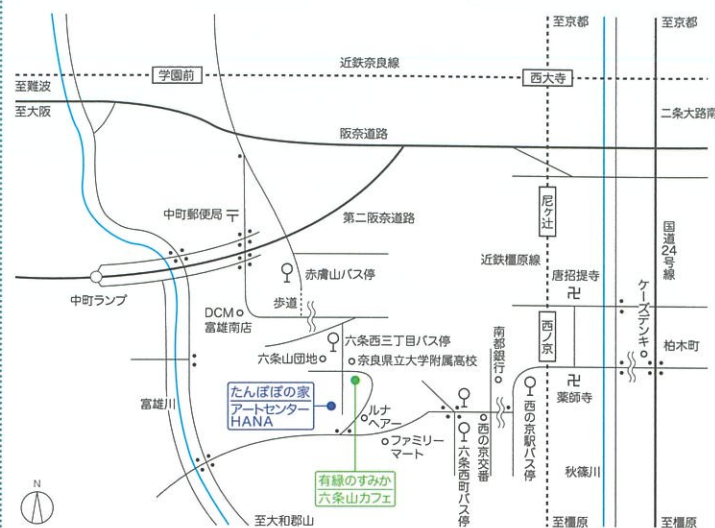 至京都
至京都
近鉄奈良線
学園前
西大寺
至難波
至大阪
二条大路南
阪奈道路
尼ヶ辻
中町郵便局
〒
第二阪奈道路
国道24号線
近鉄橿原線
唐招提寺
卍
赤膚山バス停
中町ランプ
歩道
ケーズデンキ
DCM
富雄南店
西ノ京
南都銀行
六条西三丁目バス停
柏木町
六条山団地
奈良県立大学附属高校
卍
薬師寺
たんぽぽの家
アートセンター
HANA
富雄川
ルナ
ヘアー
西の京駅バス停
西の京交番
六条西町バス停
ファミリー
マート
秋篠川
有縁のすみか
六条山カフェ
N
至大和郡山
至橿原
至橿原